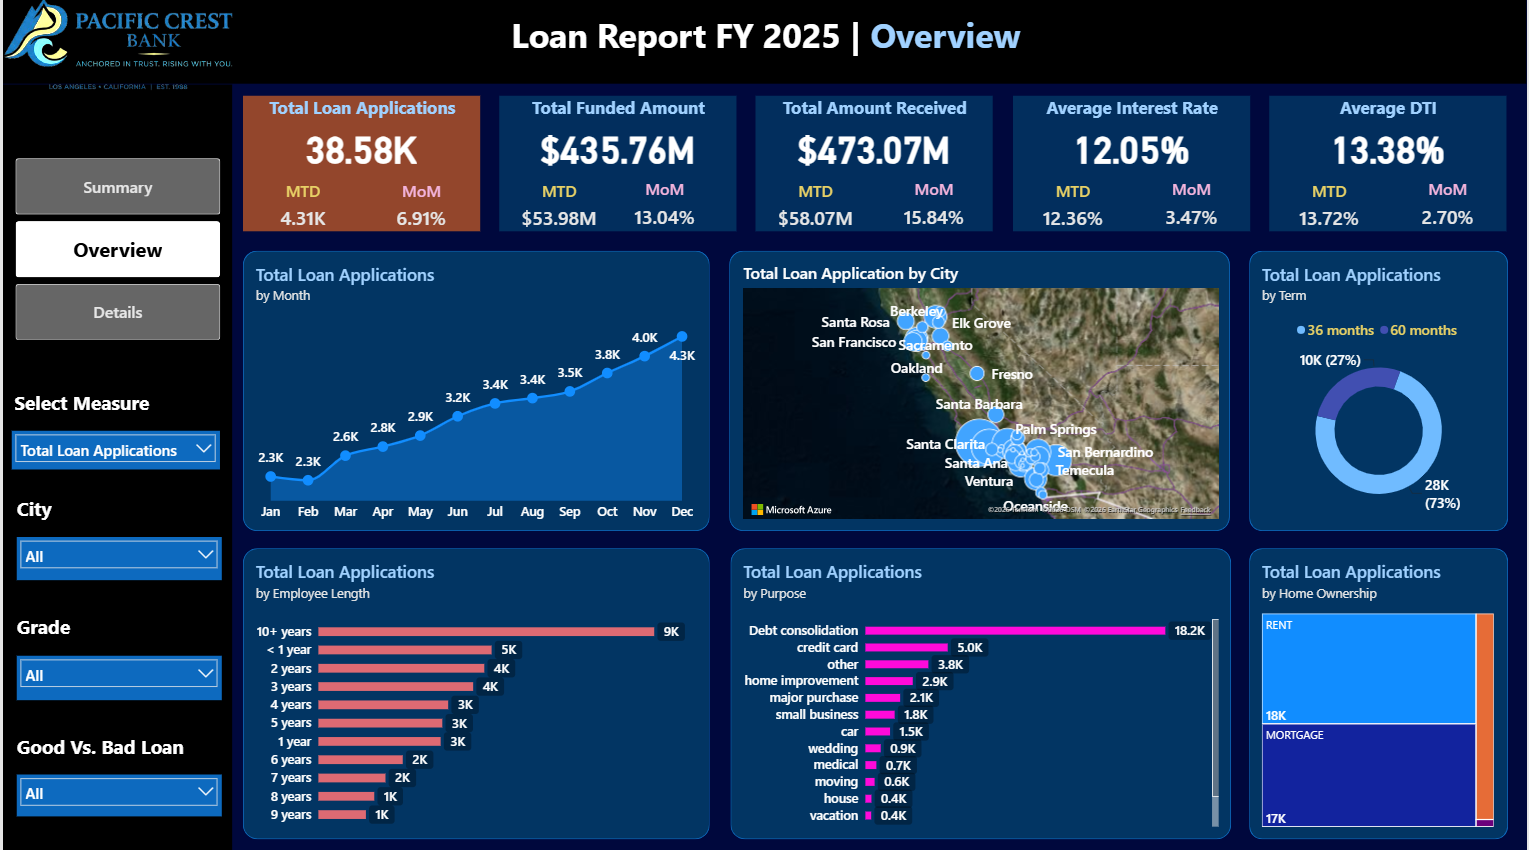 PACIFIC CREST
BANK
ANCHORED IN TRUST. RISING WITH YOU.
LOS ANGELES • CALIFORNIA | EST. 1988
Loan Report FY 2025 | Overview
Summary
Overview
Details
Select Measure
Total Loan Applications
City
All
Grade
All
Good Vs. Bad Loan
All
Total Loan Applications
38.58K
MTD MoM
4.31K 6.91%
Total Funded Amount
$435.76M
MTD MoM
$53.98M 13.04%
Total Amount Received
$473.07M
MTD MoM
$58.07M 15.84%
Average Interest Rate
12.05%
MTD MoM
12.36% 3.47%
Average DTI
13.38%
MTD MoM
13.72% 2.70%
Total Loan Applications
by Month
2.3K 2.3K 2.6K 2.8K 2.9K 3.2K 3.4K 3.4K 3.5K 3.8K 4.0K 4.3K
Jan Feb Mar Apr May Jun Jul Aug Sep Oct Nov Dec
Total Loan Application by City
Berkeley
Santa Rosa
Elk Grove
San Francisco
Sacramento
Oakland
Fresno
Santa Barbara
Palm Springs
Santa Clarita
San Bernardino
Santa Ana
Temecula
Ventura
Oceanside
Microsoft Azure
Feedback
Total Loan Applications
by Term
36 months 60 months
10K (27%)
28K
(73%)
Total Loan Applications
by Employee Length
10+ years 9K
< 1 year 5K
2 years 4K
3 years 4K
4 years 3K
5 years 3K
1 year 3K
6 years 2K
7 years 2K
8 years 1K
9 years 1K
Total Loan Applications
by Purpose
Debt consolidation 18.2K
credit card 5.0K
other 3.8K
home improvement 2.9K
major purchase 2.1K
small business 1.8K
car 1.5K
wedding 0.9K
medical 0.7K
moving 0.6K
house 0.4K
vacation 0.4K
Total Loan Applications
by Home Ownership
RENT
18K
MORTGAGE
17K